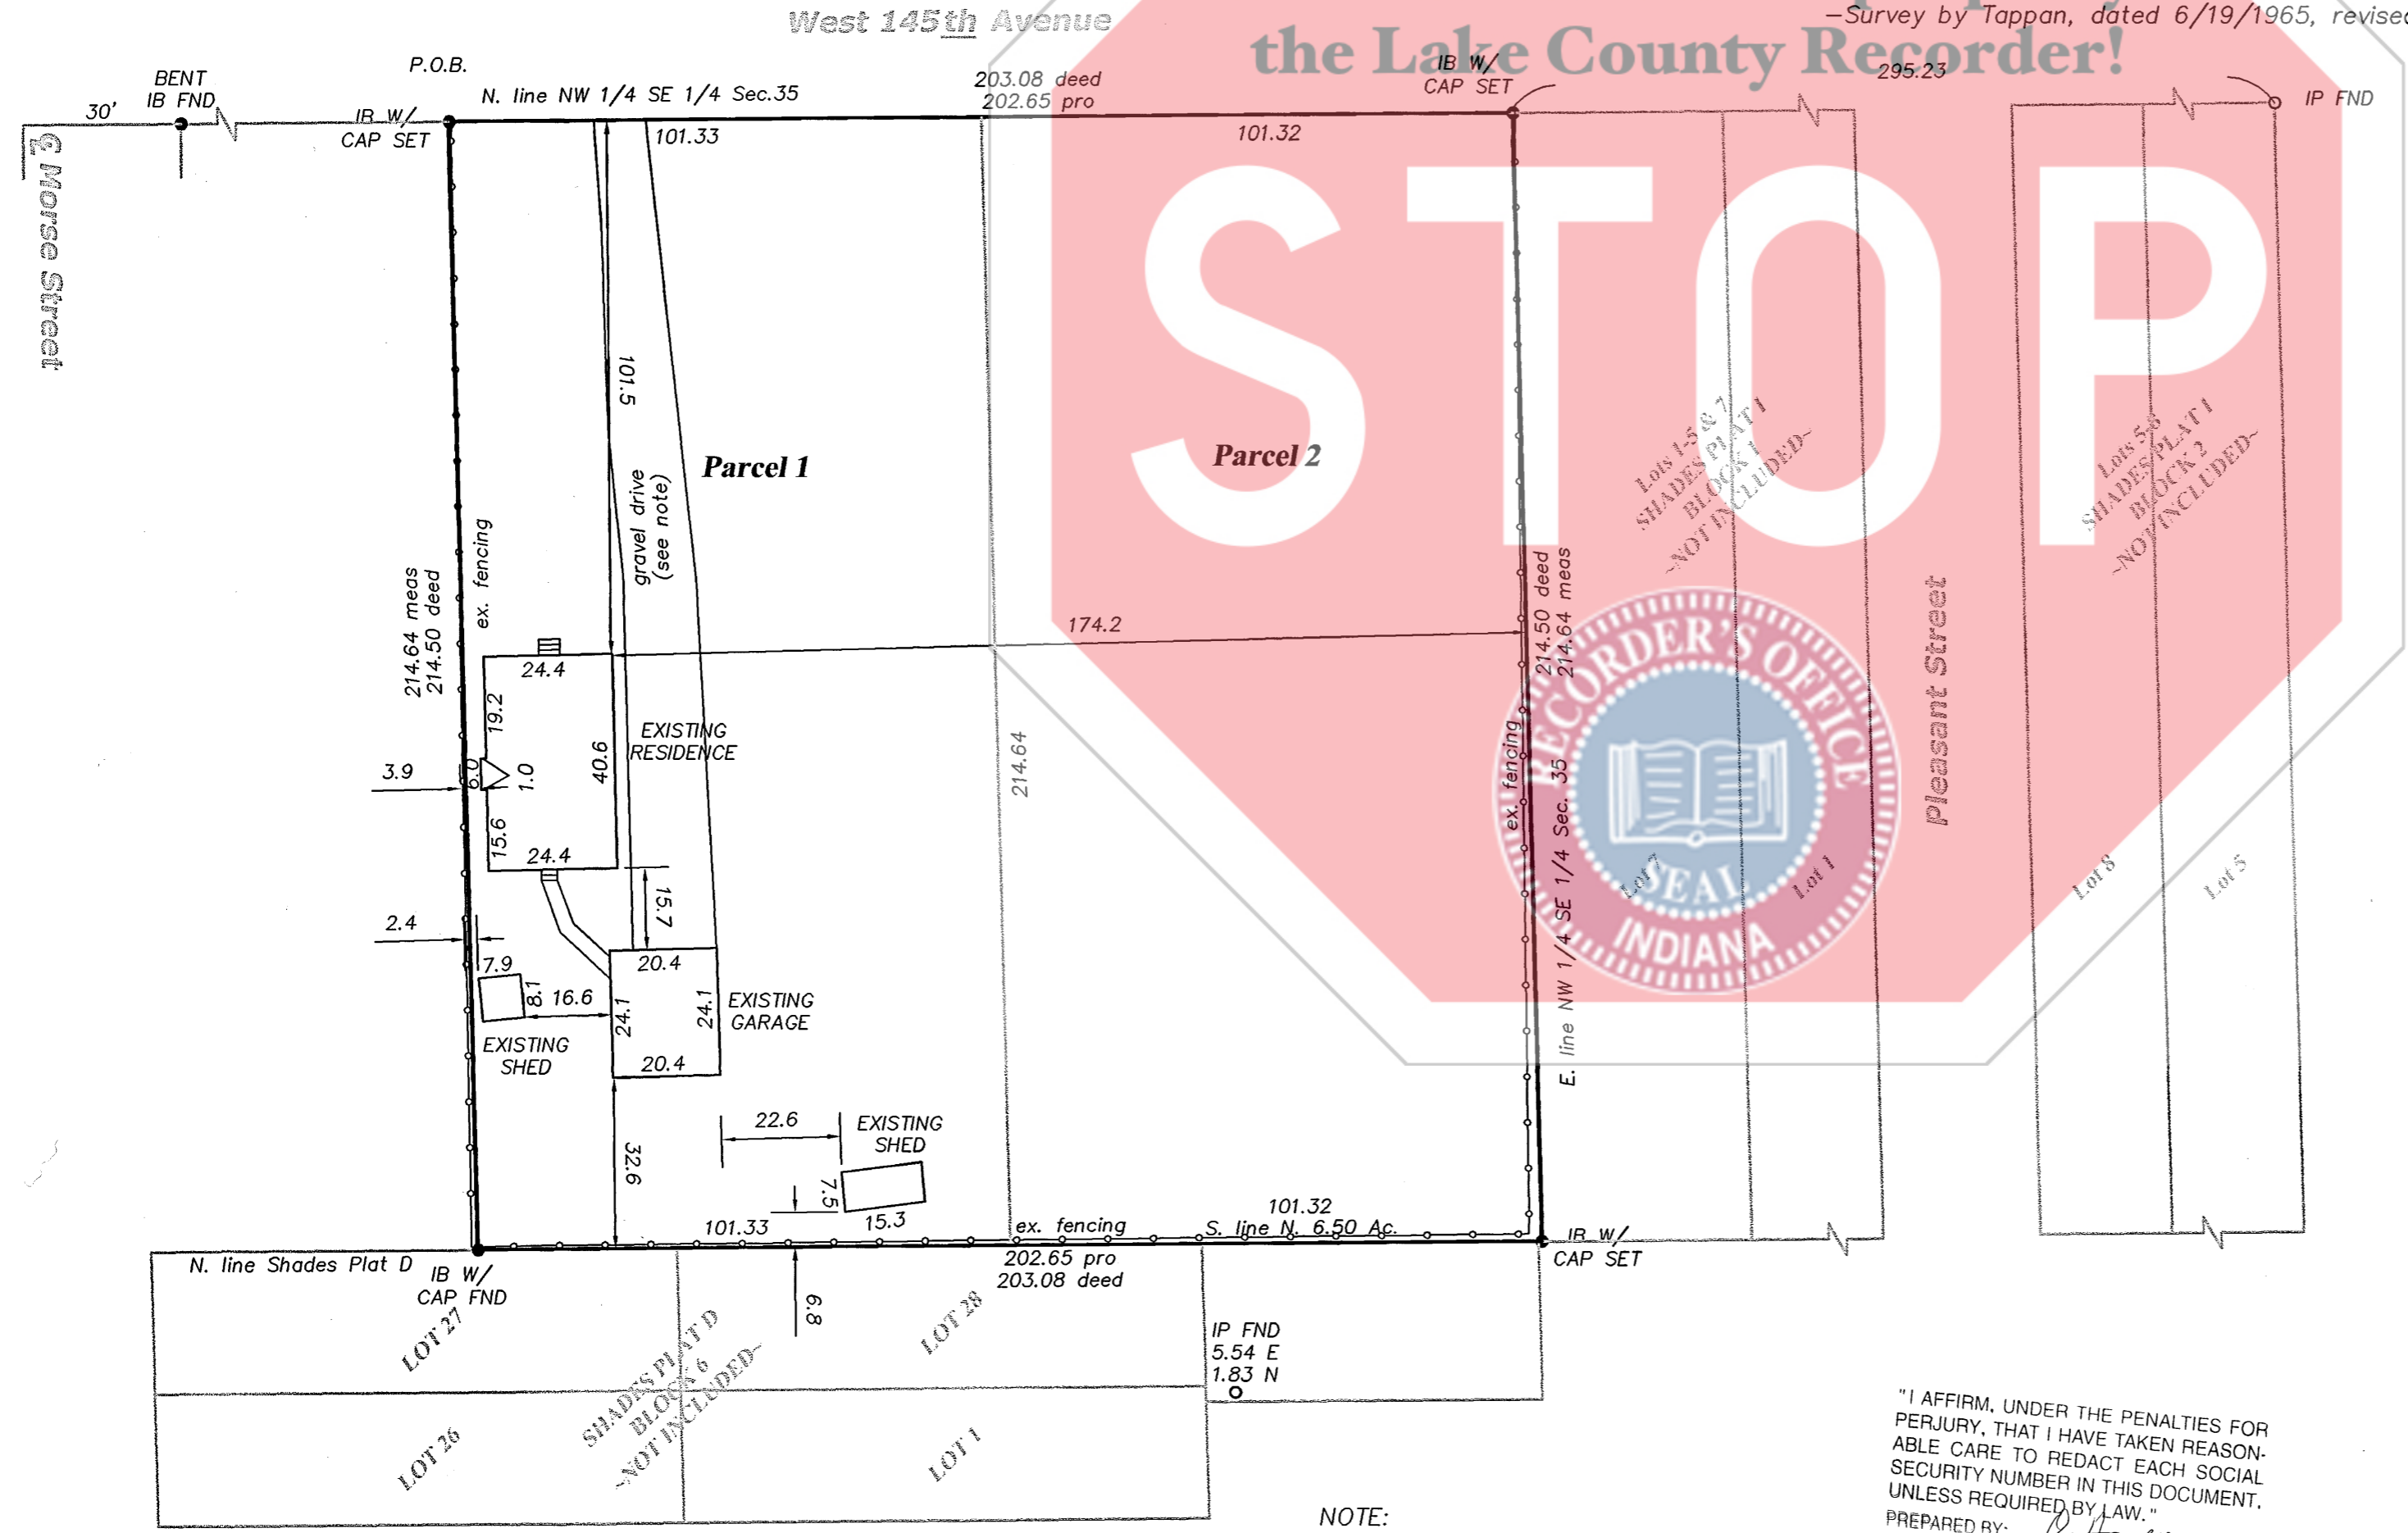 West 145th Avenue
—Survey by Tappan, dated 6/19/1965, revised
the Lake County Recorder!
STOP
P.O.B.
BENT
IB FND
30'
IR W/
CAP SET
N. line NW 1/4 SE 1/4 Sec.35
203.08 deed
202.65 pro
101.33
101.32
IB W/
CAP SET
295.23
IP FND
℄ Morse Street
101.5
gravel drive
(see note)
Parcel 1
Parcel 2
ex. fencing
214.64 meas
214.50 deed
174.2
214.50 deed
214.64 meas
ex. fencing
E. line NW 1/4 SE 1/4 Sec. 35
Lots 1-5 & 7
SHADES PLAT 1
BLOCK 1
~NOT INCLUDED~
Lots 5-8
SHADES PLAT 1
BLOCK 2
~NOT INCLUDED~
Pleasant Street
RECORDER'S OFFICE
SEAL
INDIANA
Lot 7
Lot 1
Lot 8
Lot 5
24.4
19.2
40.9
EXISTING
RESIDENCE
3.9
6.0
1.0
15.6
24.4
214.64
15.7
2.4
7.9
8.1
16.6
20.4
24.1
24.1
EXISTING
GARAGE
EXISTING
SHED
20.4
32.6
22.6
EXISTING
SHED
7.5
15.3
101.33
ex. fencing
101.32
S. line N. 6.50 Ac.
IR W/
CAP SET
N. line Shades Plat D
IB W/
CAP FND
202.65 pro
203.08 deed
6.8
LOT 27
SHADES PLAT D
BLOCK 6
~NOT INCLUDED~
LOT 28
IP FND
5.54 E
1.83 N
LOT 26
LOT 1
NOTE:
"I AFFIRM, UNDER THE PENALTIES FOR
PERJURY, THAT I HAVE TAKEN REASON-
ABLE CARE TO REDACT EACH SOCIAL
SECURITY NUMBER IN THIS DOCUMENT,
UNLESS REQUIRED BY LAW."
PREPARED BY: